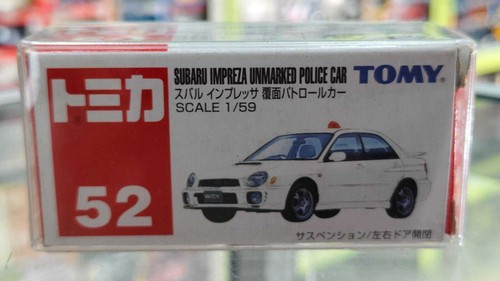 トミカ
52
SUBARU IMPREZA UNMARKED POLICE CAR
TOMY
スバル インプレッサ 覆面パトロールカー
SCALE 1/59
サスペンション/左右ドア開閉